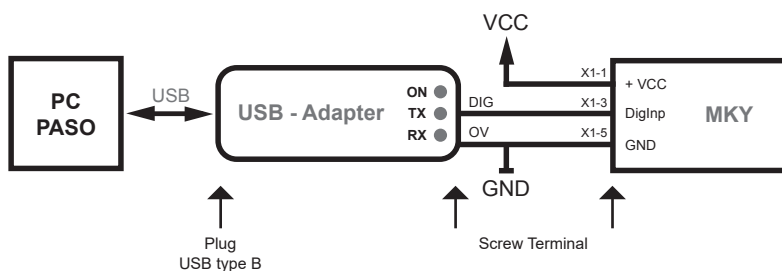 VCC
X1-1
+ VCC
PC
PASO
USB
USB - Adapter
ON
TX
RX
DIG
X1-3
DigInp
MKY
OV
X1-5
GND
GND
Plug
USB type B
Screw Terminal